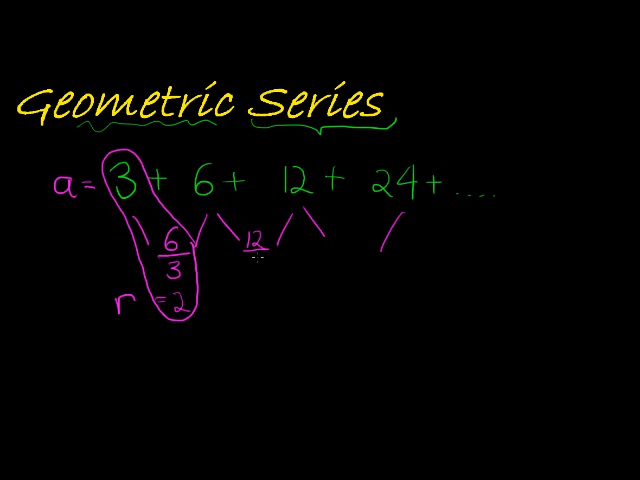 Geometric Series
a = 3 + 6 + 12 + 24 + ....
6/3 12/
r = 2